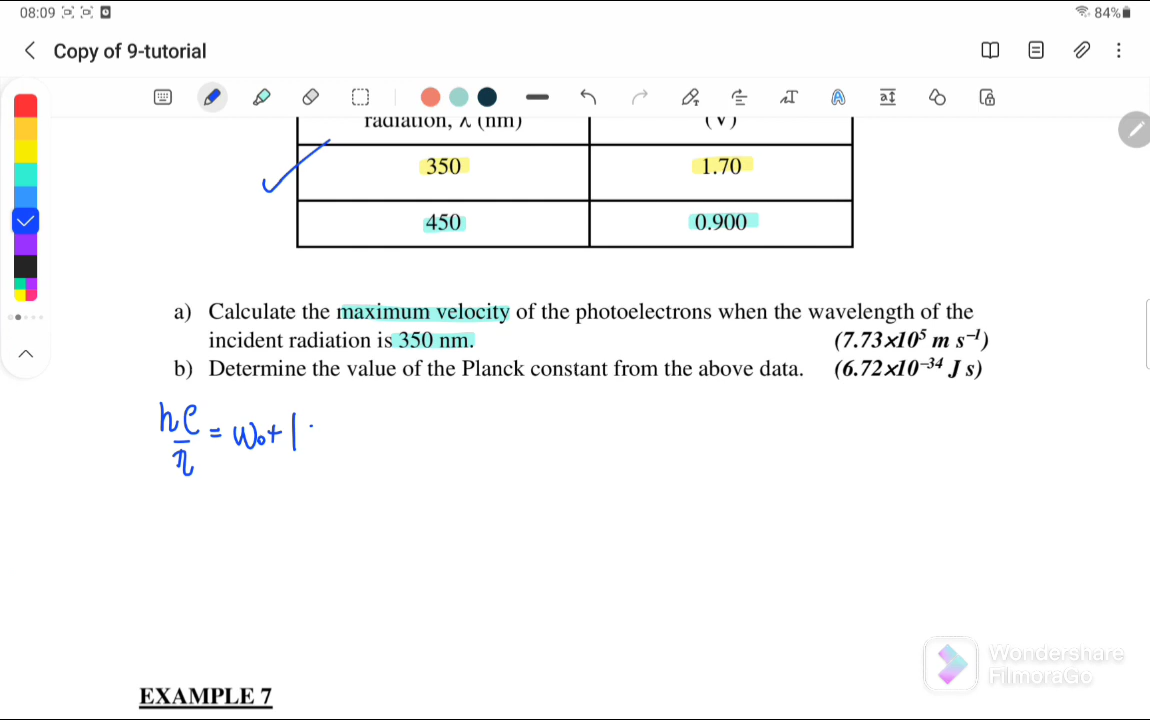 08:09 84%
Copy of 9-tutorial
radiation, λ (nm) (V)
350 1.70
450 0.900
a) Calculate the maximum velocity of the photoelectrons when the wavelength of the
incident radiation is 350 nm. (7.73×10⁵ m s⁻¹)
b) Determine the value of the Planck constant from the above data. (6.72×10⁻³⁴ J s)
hc/λ = W₀+
Wondershare
FilmoraGo
EXAMPLE 7